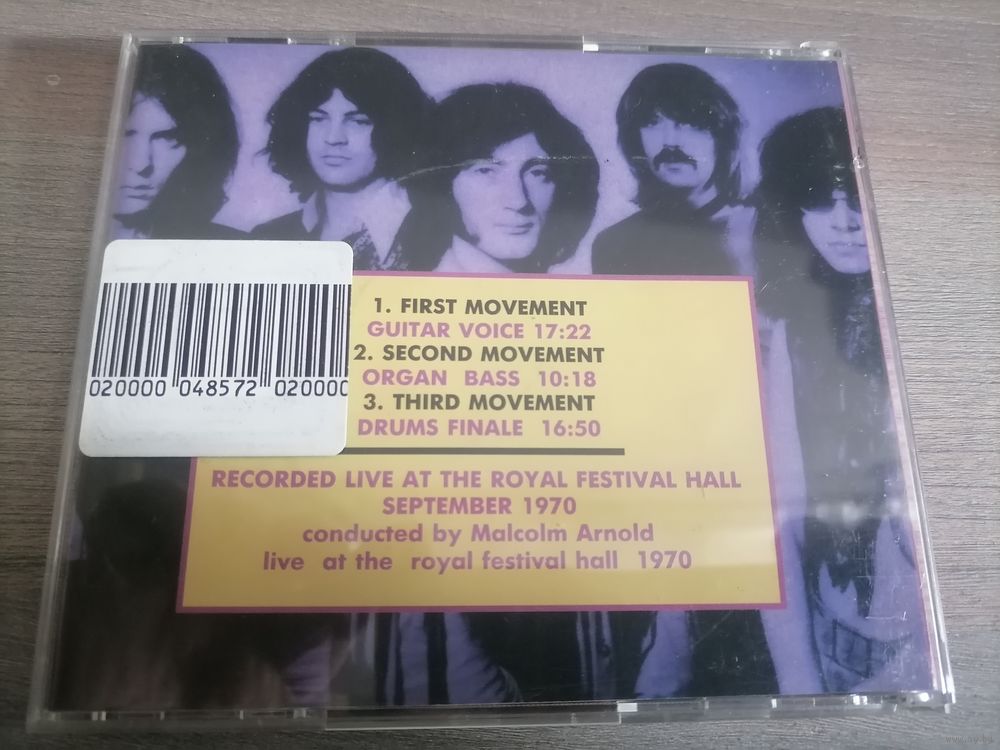 1. FIRST MOVEMENT
GUITAR VOICE 17:22
2. SECOND MOVEMENT
ORGAN BASS 10:18
3. THIRD MOVEMENT
DRUMS FINALE 16:50
020000 048572 020000
RECORDED LIVE AT THE ROYAL FESTIVAL HALL
SEPTEMBER 1970
conducted by Malcolm Arnold
live at the royal festival hall 1970